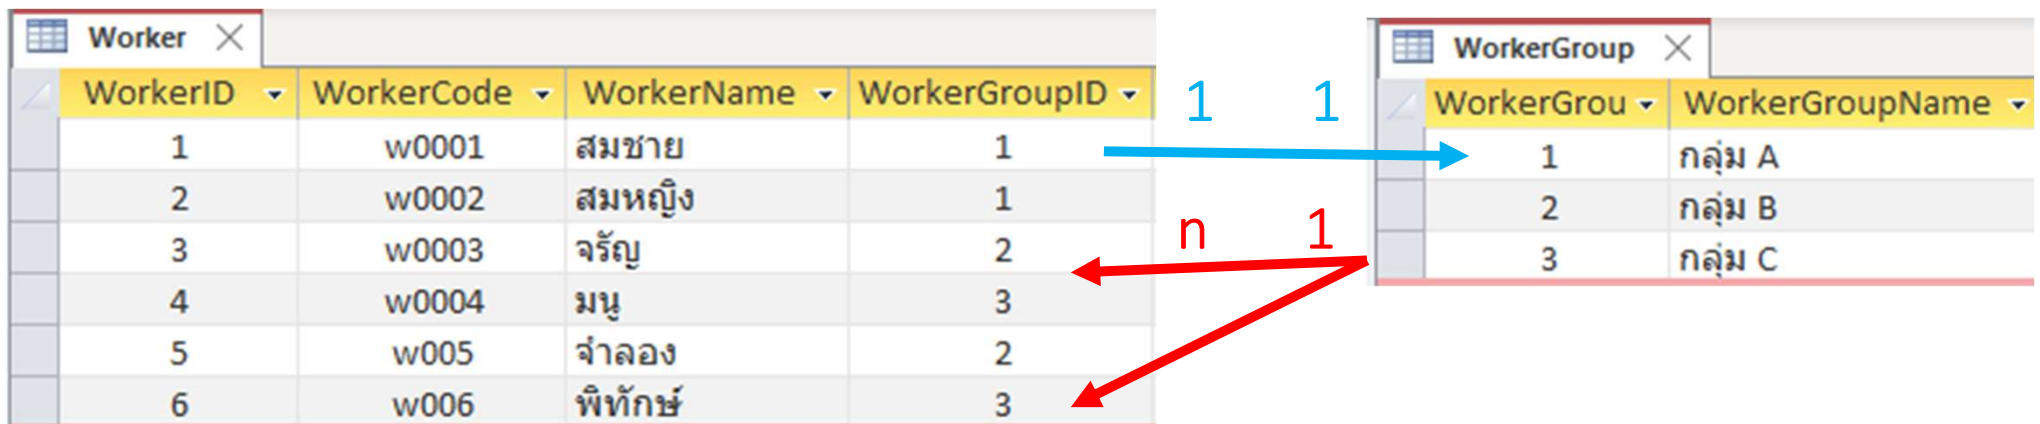 Worker
WorkerID WorkerCode WorkerName WorkerGroupID
1 w0001 สมชาย 1
2 w0002 สมหญิง 1
3 w0003 จรัญ 2
4 w0004 มนู 3
5 w005 จำลอง 2
6 w006 พิทักษ์ 3
1 1
n 1
WorkerGroup
WorkerGrou WorkerGroupName
1 กลุ่ม A
2 กลุ่ม B
3 กลุ่ม C